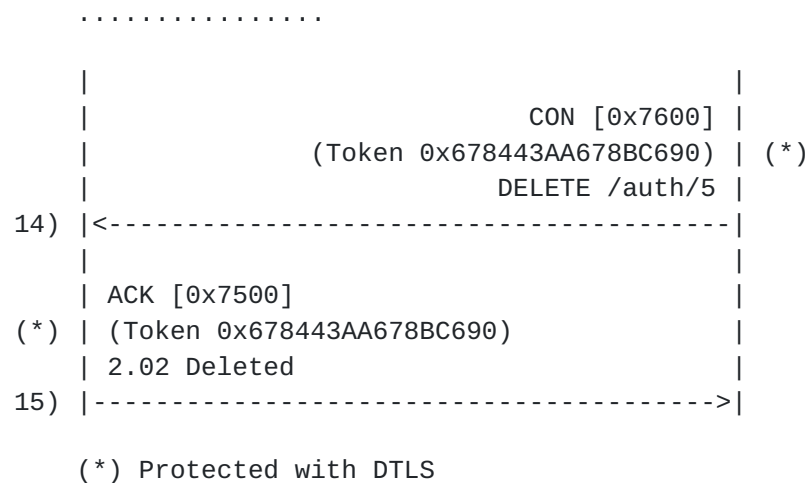 ................
|                                         |
|                            CON [0x7600] |
|              (Token 0x678443AA678BC690) | (*)
|                          DELETE /auth/5 |
14) |<----------------------------------------|
|                                         |
| ACK [0x7500]                            |
(*) | (Token 0x678443AA678BC690)              |
| 2.02 Deleted                            |
15) |---------------------------------------->|
(*) Protected with DTLS